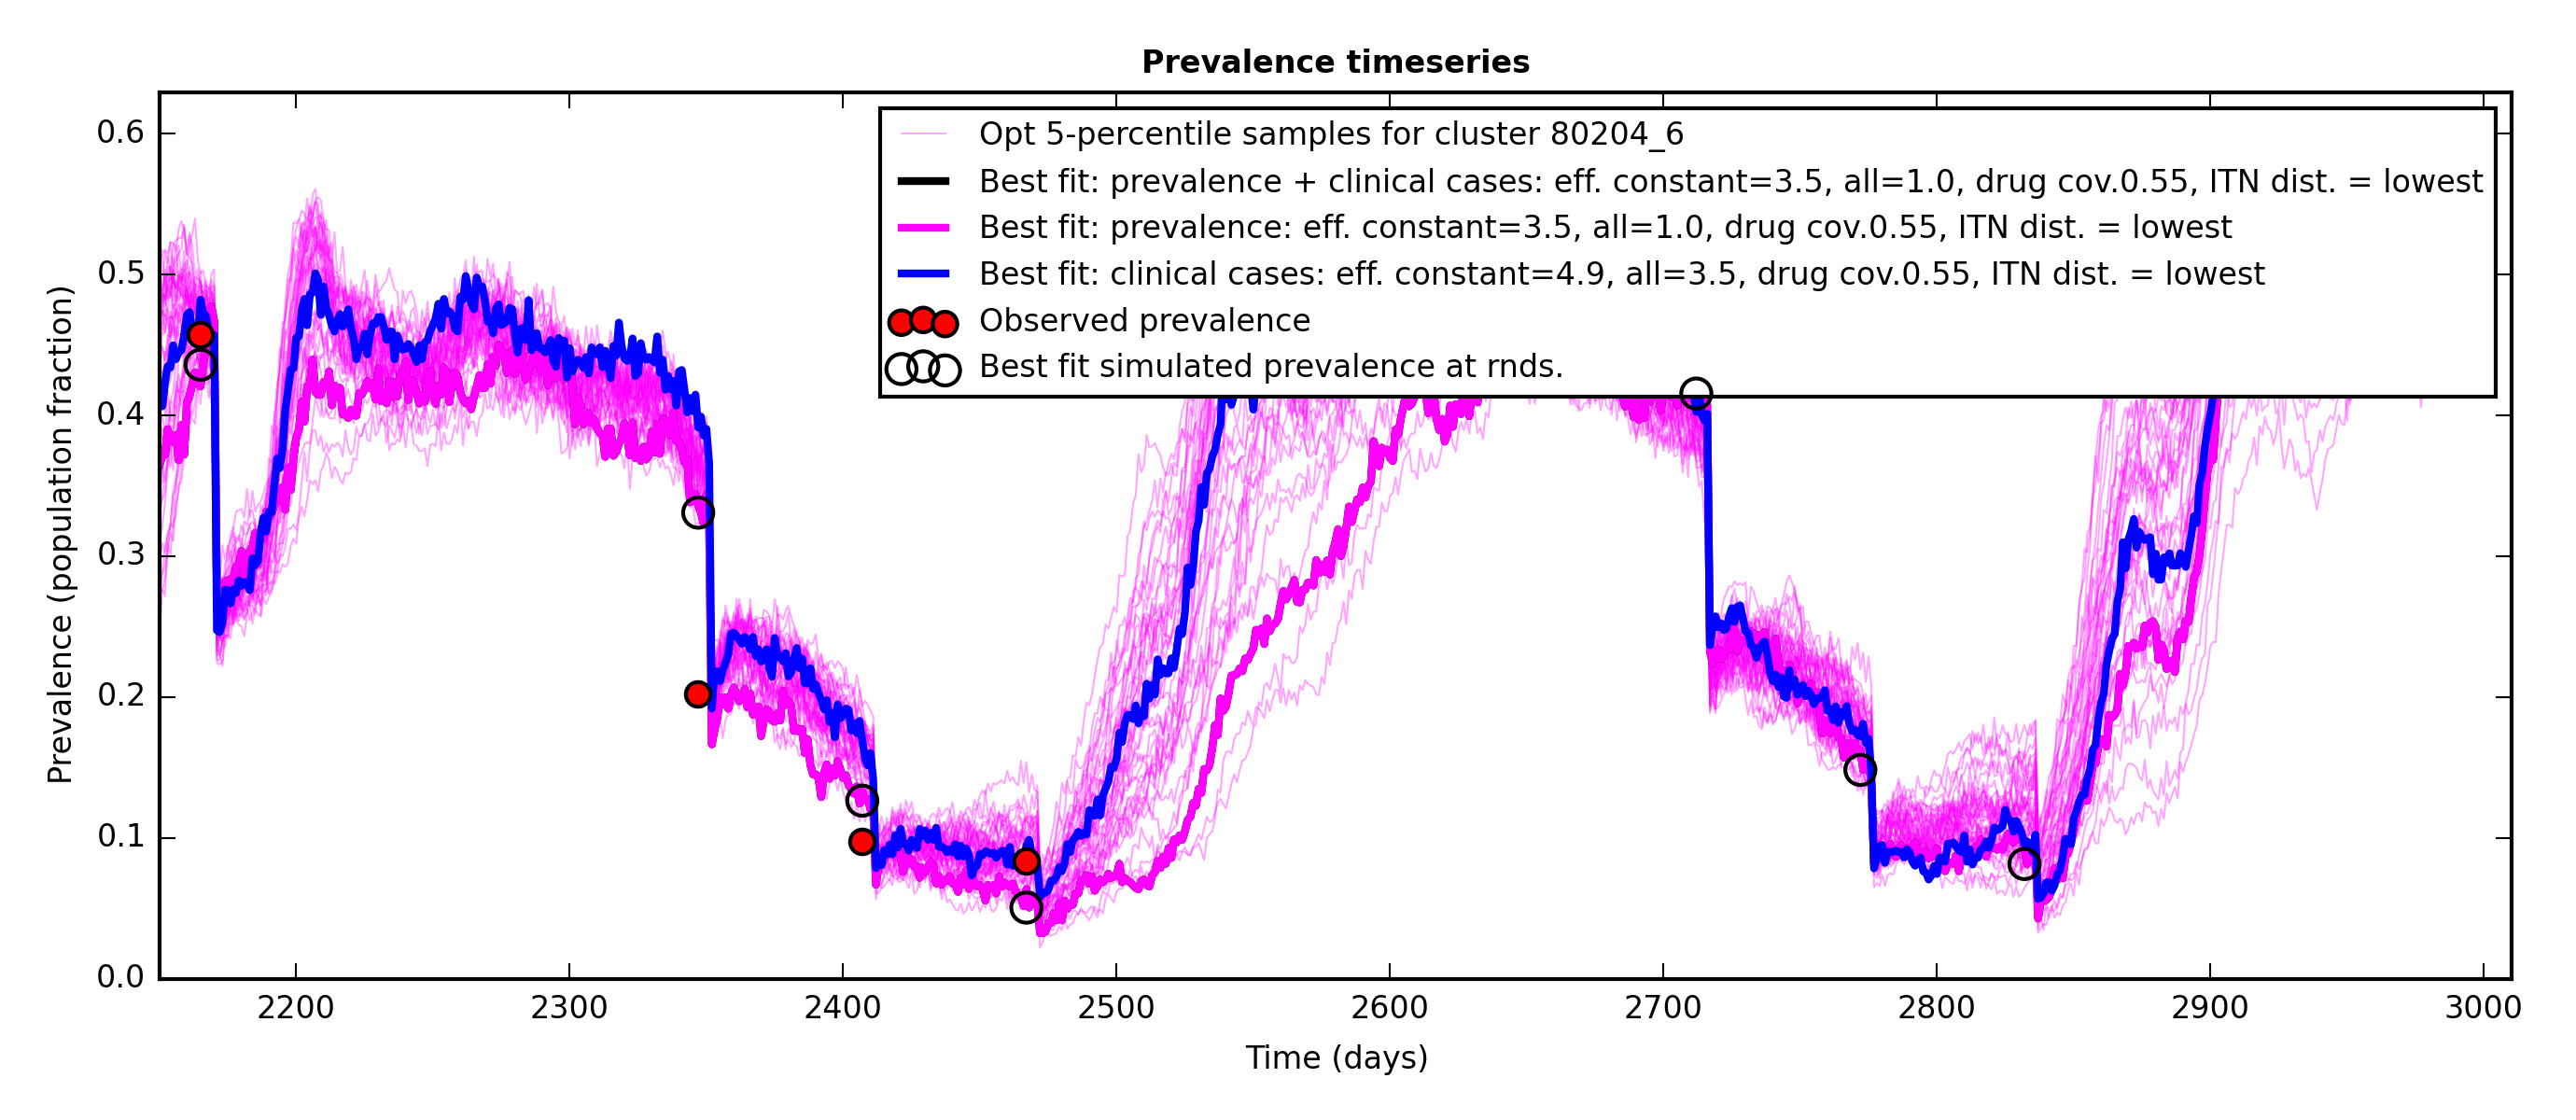 Prevalence timeseries
Prevalence (population fraction)
0.6
0.5
0.4
0.3
0.2
0.1
0.0
Opt 5-percentile samples for cluster 80204_6
Best fit: prevalence + clinical cases: eff. constant=3.5, all=1.0, drug cov.0.55, ITN dist. = lowest
Best fit: prevalence: eff. constant=3.5, all=1.0, drug cov.0.55, ITN dist. = lowest
Best fit: clinical cases: eff. constant=4.9, all=3.5, drug cov.0.55, ITN dist. = lowest
Observed prevalence
Best fit simulated prevalence at rnds.
2200 2300 2400 2500 2600 2700 2800 2900 3000
Time (days)